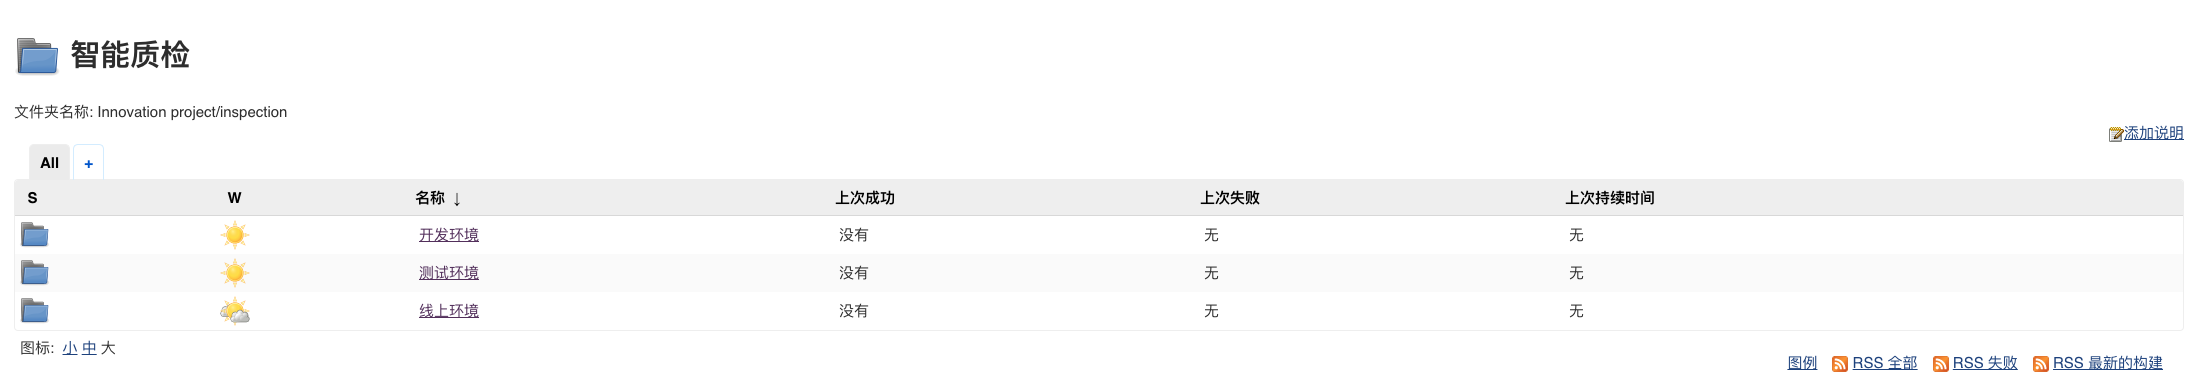 智能质检
文件夹名称: Innovation project/inspection
添加说明
All +
S W 名称 ↓ 上次成功 上次失败 上次持续时间
开发环境 没有 无 无
测试环境 没有 无 无
线上环境 没有 无 无
图标: 小 中 大
图例 RSS 全部 RSS 失败 RSS 最新的构建